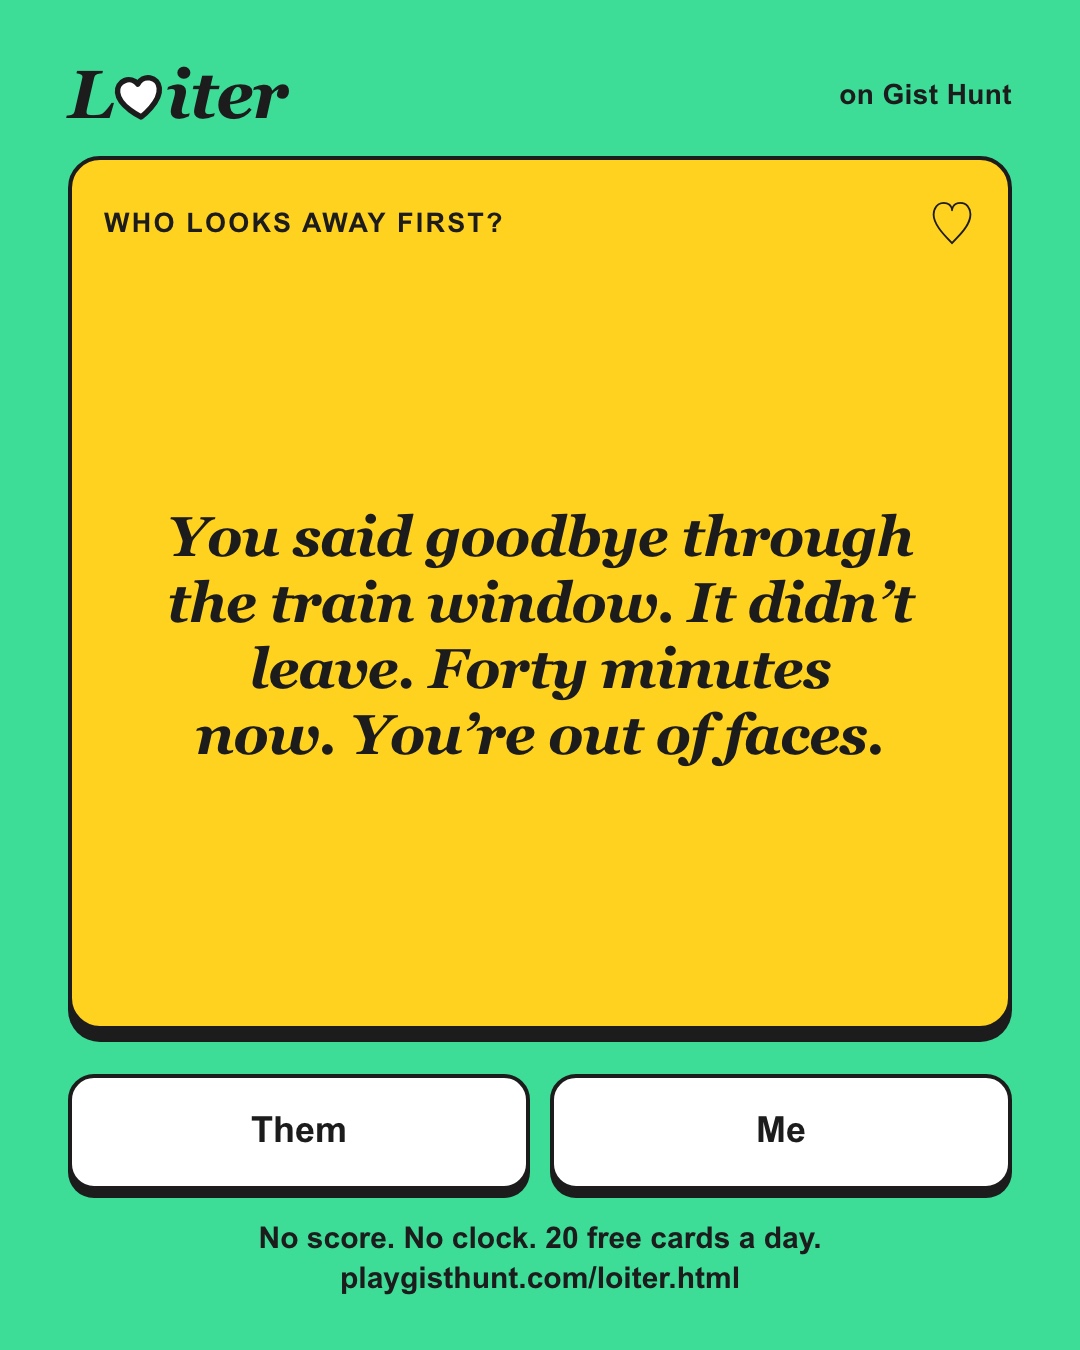 Loiter
on Gist Hunt
WHO LOOKS AWAY FIRST?
You said goodbye through
the train window. It didn’t
leave. Forty minutes
now. You’re out of faces.
Them
Me
No score. No clock. 20 free cards a day.
playgisthunt.com/loiter.html